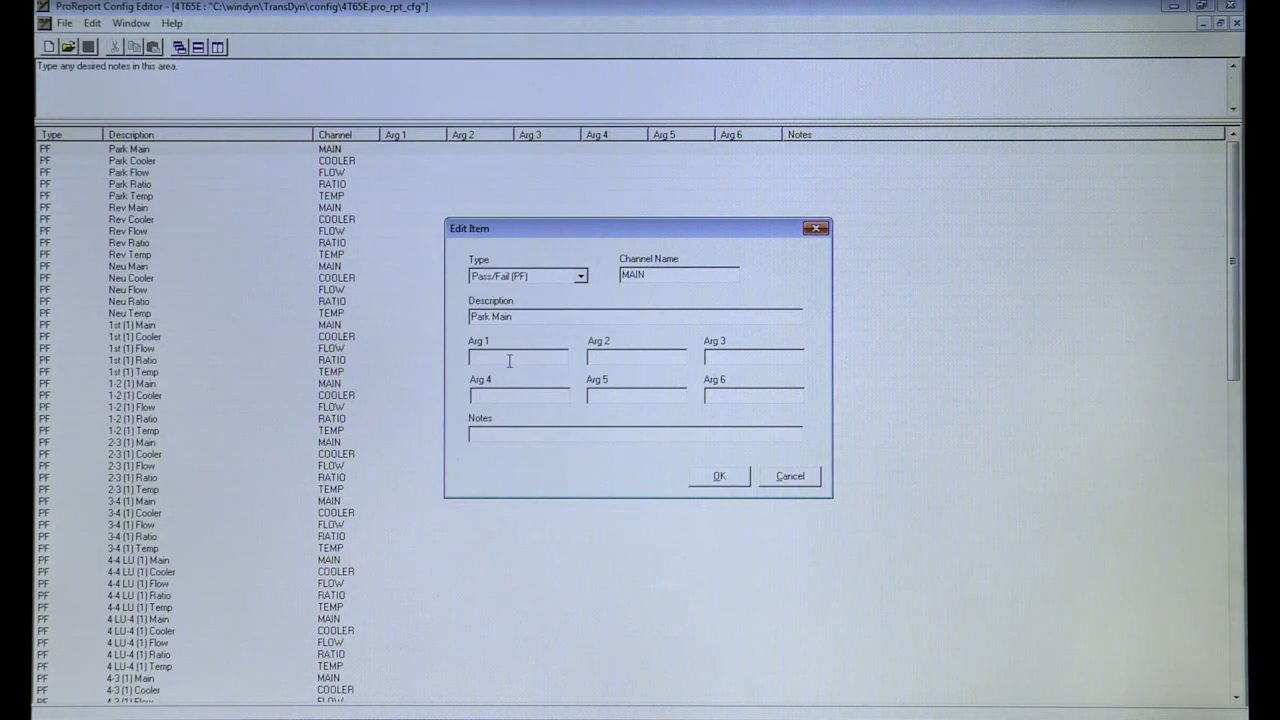 ProReport Config Editor - [4T65E : "C:\windyn\TransDyn\config\4T65E.pro_rpt_cfg"]
File Edit Window Help
Type any desired notes in this area.
Type Description Channel Arg 1 Arg 2 Arg 3 Arg 4 Arg 5 Arg 6 Notes
PF Park Main MAIN
PF Park Cooler COOLER
PF Park Flow FLOW
PF Park Ratio RATIO
PF Park Temp TEMP
PF Rev Main MAIN
PF Rev Cooler COOLER
PF Rev Flow FLOW
PF Rev Ratio RATIO
PF Rev Temp TEMP
PF Neu Main MAIN
PF Neu Cooler COOLER
PF Neu Flow FLOW
PF Neu Ratio RATIO
PF Neu Temp TEMP
PF 1st (1) Main MAIN
PF 1st (1) Cooler COOLER
PF 1st (1) Flow FLOW
PF 1st (1) Ratio RATIO
PF 1st (1) Temp TEMP
PF 1-2 (1) Main MAIN
PF 1-2 (1) Cooler COOLER
PF 1-2 (1) Flow FLOW
PF 1-2 (1) Ratio RATIO
PF 1-2 (1) Temp TEMP
PF 2-3 (1) Main MAIN
PF 2-3 (1) Cooler COOLER
PF 2-3 (1) Flow FLOW
PF 2-3 (1) Ratio RATIO
PF 2-3 (1) Temp TEMP
PF 3-4 (1) Main MAIN
PF 3-4 (1) Cooler COOLER
PF 3-4 (1) Flow FLOW
PF 3-4 (1) Ratio RATIO
PF 3-4 (1) Temp TEMP
PF 4-4 LU (1) Main MAIN
PF 4-4 LU (1) Cooler COOLER
PF 4-4 LU (1) Flow FLOW
PF 4-4 LU (1) Ratio RATIO
PF 4-4 LU (1) Temp TEMP
PF 4 LU-4 (1) Main MAIN
PF 4 LU-4 (1) Cooler COOLER
PF 4 LU-4 (1) Flow FLOW
PF 4 LU-4 (1) Ratio RATIO
PF 4 LU-4 (1) Temp TEMP
PF 4-3 (1) Main MAIN
PF 4-3 (1) Cooler COOLER
PF 4-3 (1) Flow FLOW
Edit Item
Type Channel Name
Pass/Fail (PF) MAIN
Description
Park Main
Arg 1 Arg 2 Arg 3
Arg 4 Arg 5 Arg 6
Notes
OK Cancel